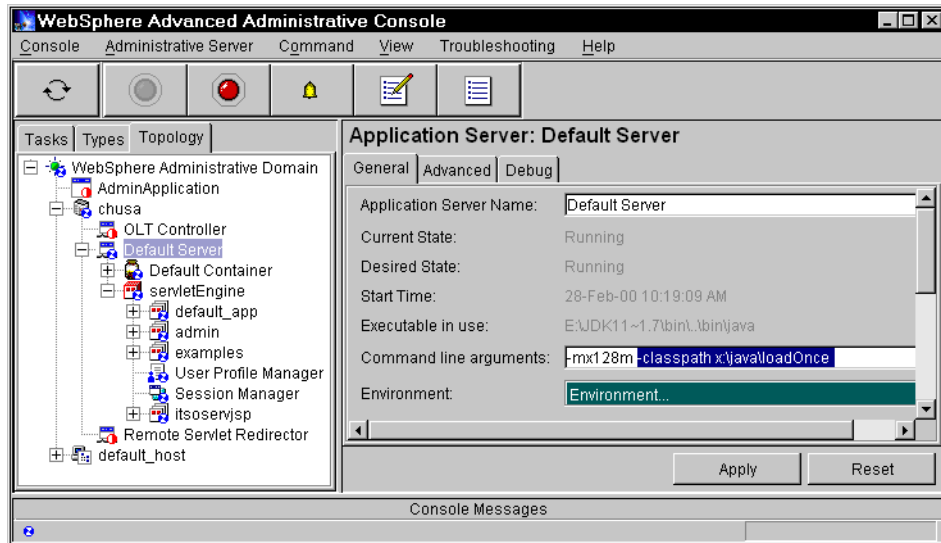 WebSphere Advanced Administrative Console
Console Administrative Server Command View Troubleshooting Help
Tasks Types Topology
WebSphere Administrative Domain
AdminApplication
chusa
OLT Controller
Default Server
Default Container
servletEngine
default_app
admin
examples
User Profile Manager
Session Manager
itsoservjsp
Remote Servlet Redirector
default_host
Application Server: Default Server
General Advanced Debug
Application Server Name: Default Server
Current State: Running
Desired State: Running
Start Time: 28-Feb-00 10:19:09 AM
Executable in use: E:\JDK11~1.7\bin\..\bin\java
Command line arguments: -mx128m -classpath x:\java\loadOnce
Environment: Environment...
Apply Reset
Console Messages